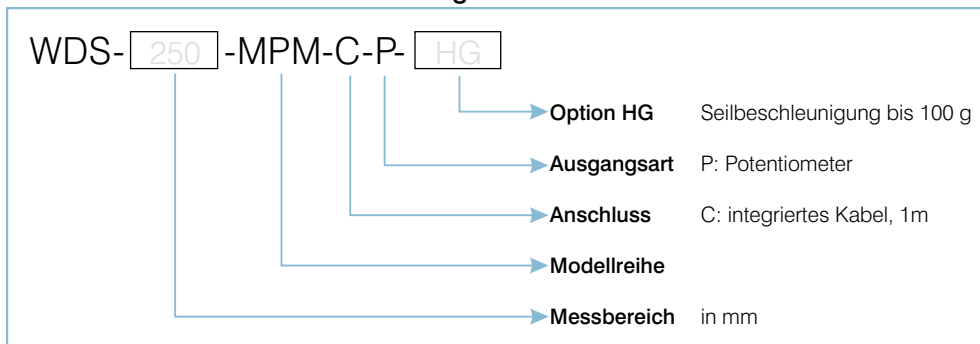 WDS- 250 -MPM-C-P- HG
Option HG Seilbeschleunigung bis 100 g
Ausgangsart P: Potentiometer
Anschluss C: integriertes Kabel, 1m
Modellreihe
Messbereich in mm